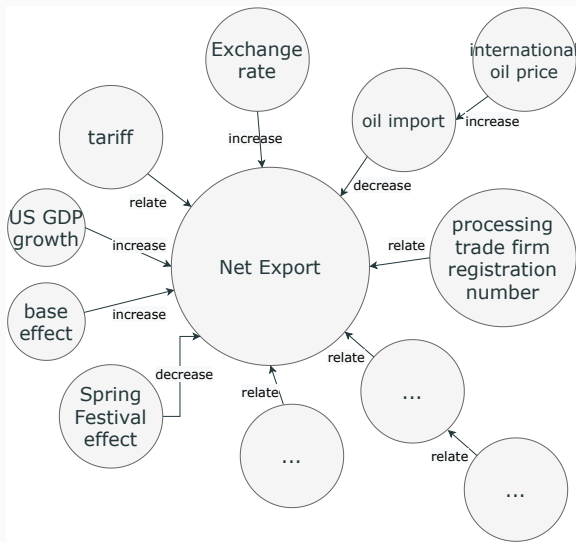 Exchange
rate
international
oil price
oil import
tariff
increase
increase
decrease
relate
US GDP
growth
processing
trade firm
registration
number
increase
relate
Net Export
base
effect
increase
decrease
relate
Spring
Festival
effect
relate
...
...
relate
...